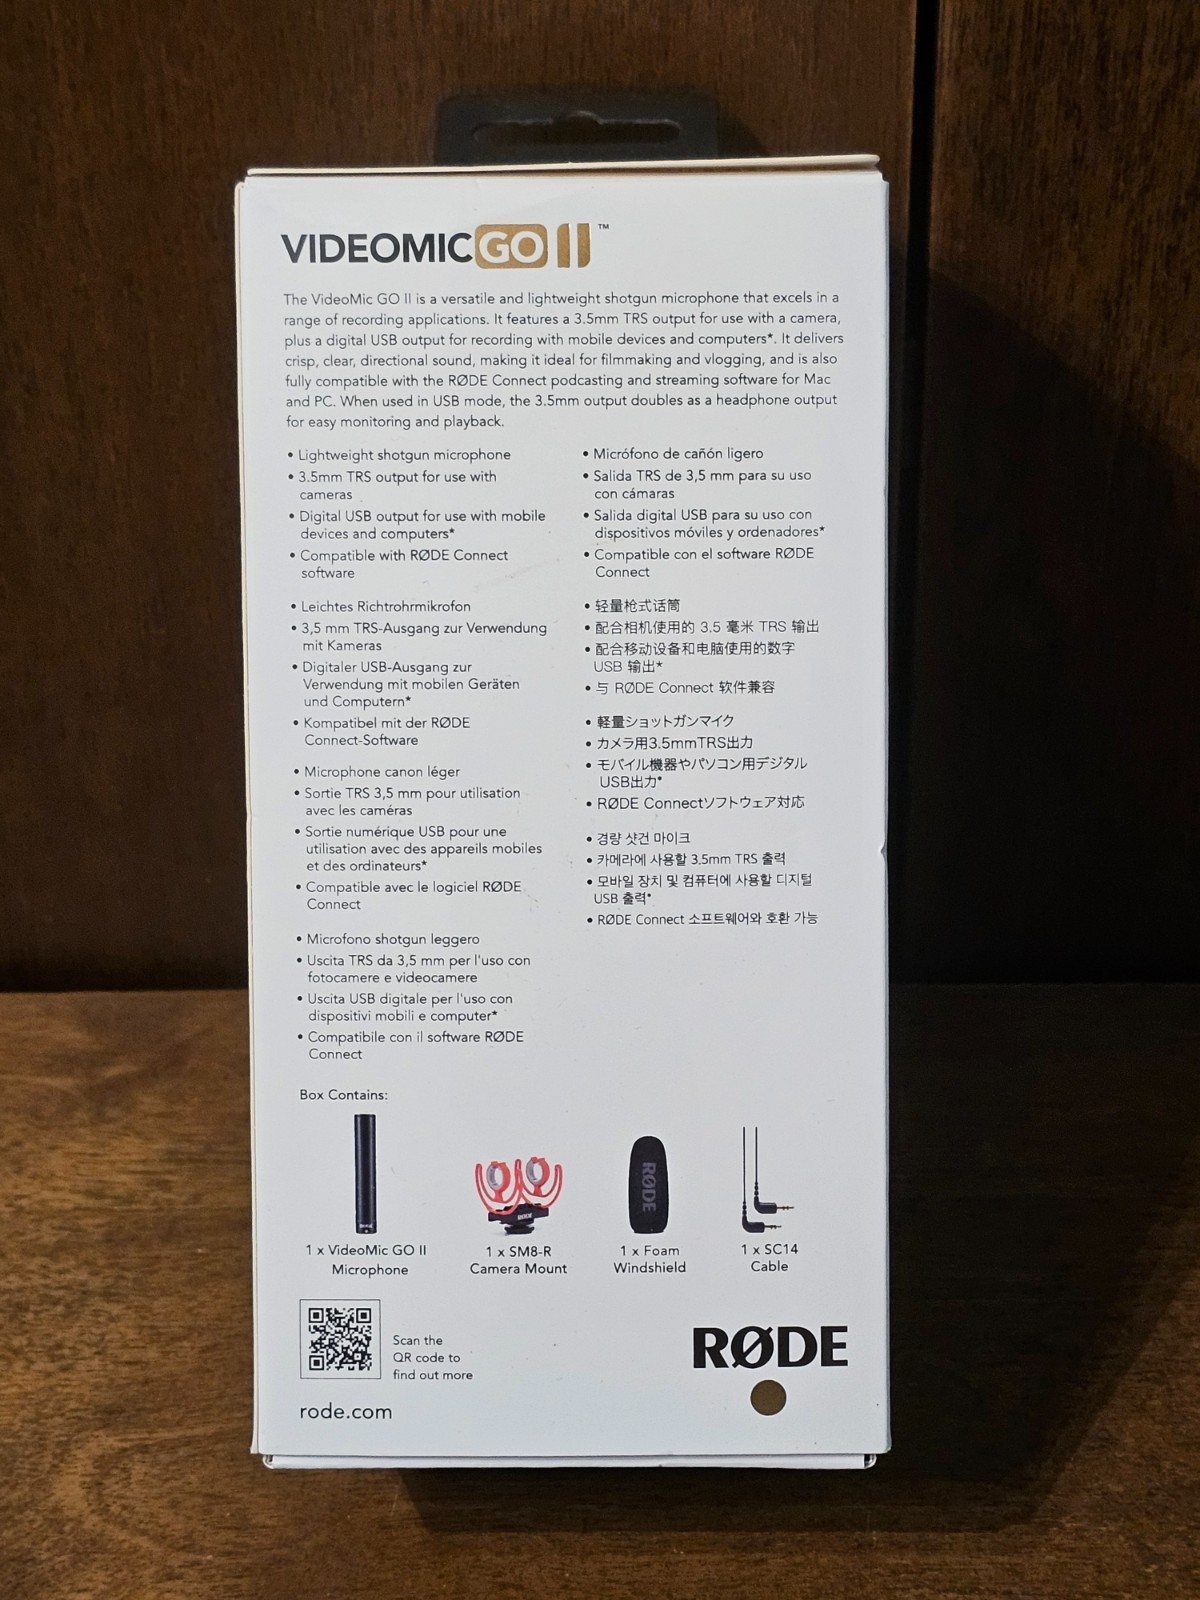 VIDEOMIC GO II™
The VideoMic GO II is a versatile and lightweight shotgun microphone that excels in a
range of recording applications. It features a 3.5mm TRS output for use with a camera,
plus a digital USB output for recording with mobile devices and computers*. It delivers
crisp, clear, directional sound, making it ideal for filmmaking and vlogging, and is also
fully compatible with the RØDE Connect podcasting and streaming software for Mac
and PC. When used in USB mode, the 3.5mm output doubles as a headphone output
for easy monitoring and playback.
• Lightweight shotgun microphone
• 3.5mm TRS output for use with
cameras
• Digital USB output for use with mobile
devices and computers*
• Compatible with RØDE Connect
software
• Leichtes Richtrohrmikrofon
• 3,5 mm TRS-Ausgang zur Verwendung
mit Kameras
• Digitaler USB-Ausgang zur
Verwendung mit mobilen Geräten
und Computern*
• Kompatibel mit der RØDE
Connect-Software
• Microphone canon léger
• Sortie TRS 3,5 mm pour utilisation
avec les caméras
• Sortie numérique USB pour une
utilisation avec des appareils mobiles
et des ordinateurs*
• Compatible avec le logiciel RØDE
Connect
• Microfono shotgun leggero
• Uscita TRS da 3,5 mm per l'uso con
fotocamere e videocamere
• Uscita USB digitale per l'uso con
dispositivi mobili e computer*
• Compatibile con il software RØDE
Connect
• Micrófono de cañón ligero
• Salida TRS de 3,5 mm para su uso
con cámaras
• Salida digital USB para su uso con
dispositivos móviles y ordenadores*
• Compatible con el software RØDE
Connect
• 轻量枪式话筒
• 配合相机使用的 3.5 毫米 TRS 输出
• 配合移动设备和电脑使用的数字
USB 输出*
• 与 RØDE Connect 软件兼容
• 軽量ショットガンマイク
• カメラ用3.5mmTRS出力
• モバイル機器やパソコン用デジタル
USB出力*
• RØDE Connectソフトウェア対応
• 경량 샷건 마이크
• 카메라에 사용할 3.5mm TRS 출력
• 모바일 장치 및 컴퓨터에 사용할 디지털
USB 출력*
• RØDE Connect 소프트웨어와 호환 가능
Box Contains:
RØDE
RØDE
RØDE
1 x VideoMic GO II
Microphone
1 x SM8-R
Camera Mount
1 x Foam
Windshield
1 x SC14
Cable
Scan the
QR code to
find out more
rode.com
RØDE